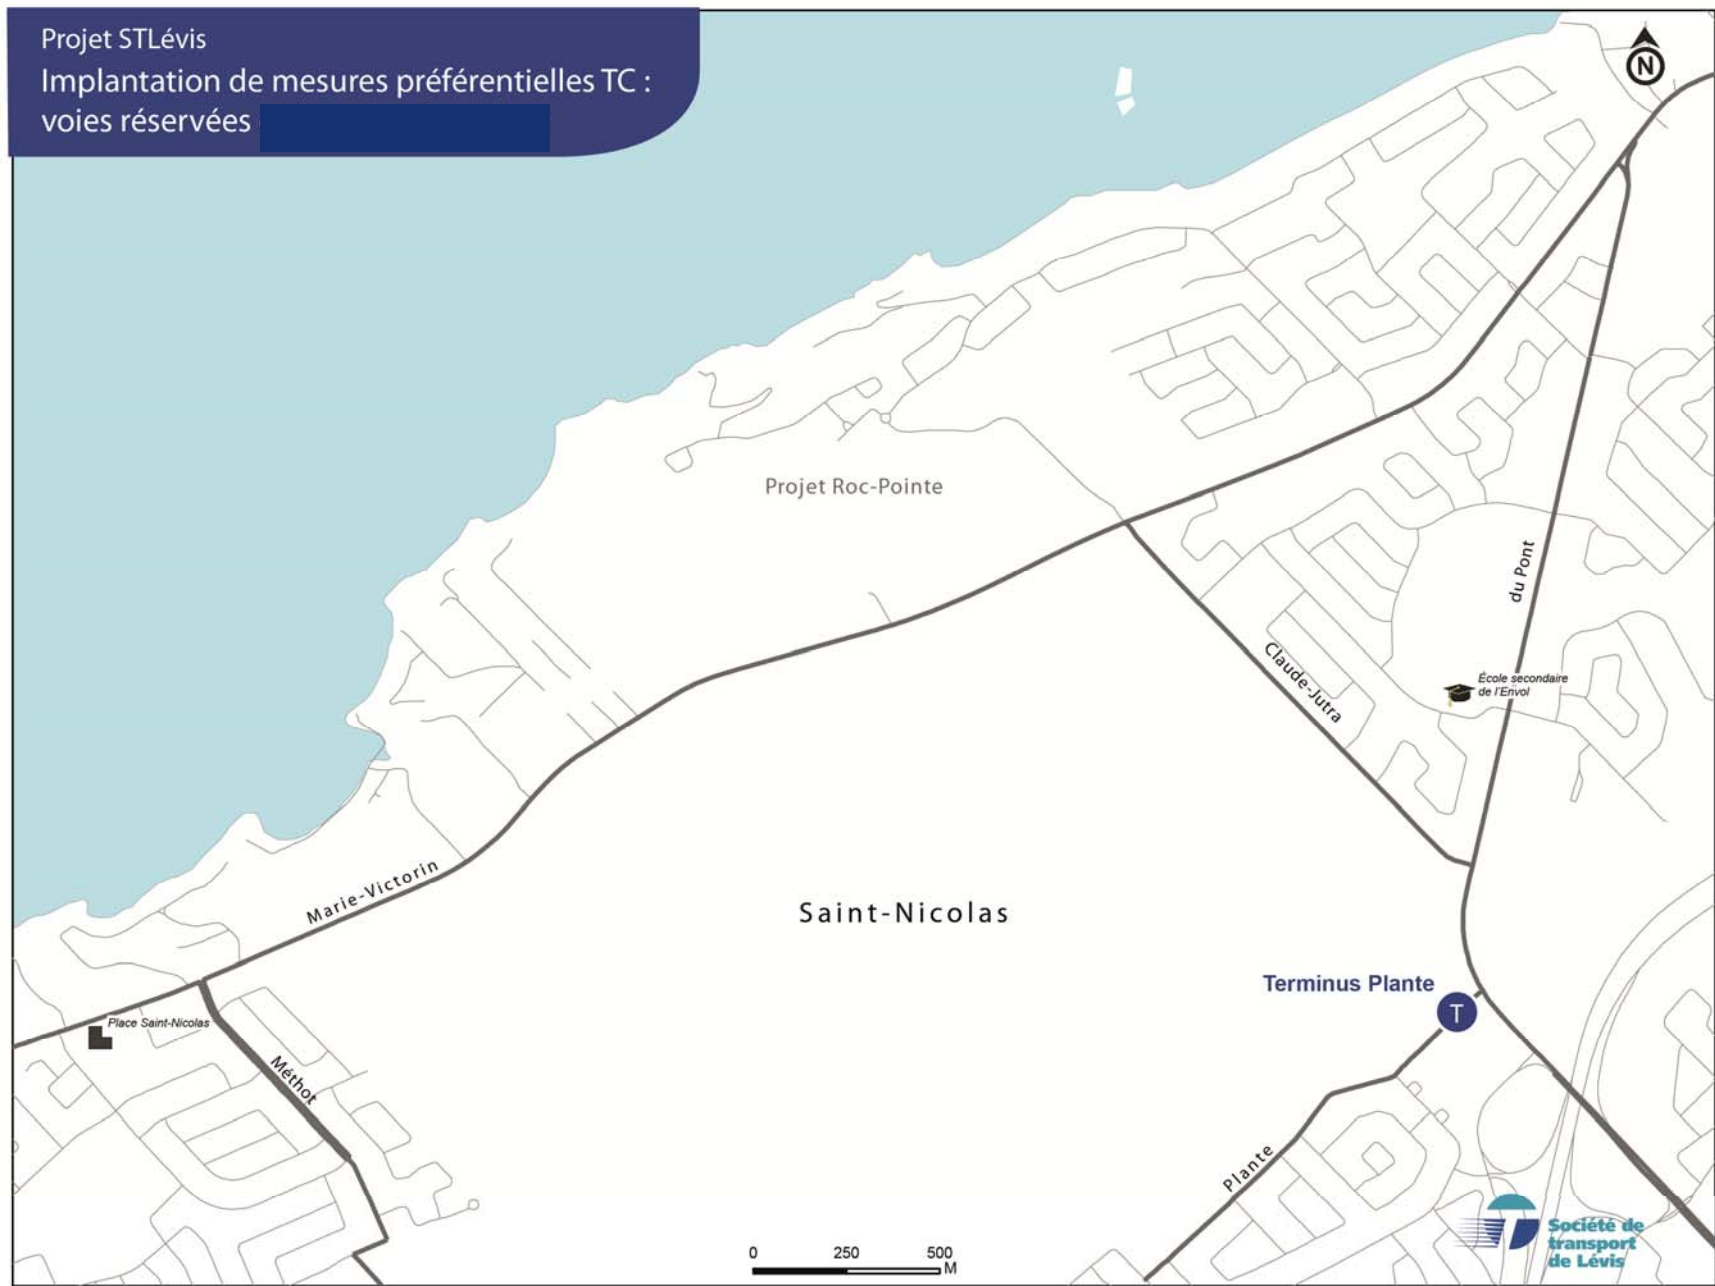 Projet STLévis
Implantation de mesures préférentielles TC :
voies réservées
N
Projet Roc-Pointe
du Pont
Claude-Jutra
École secondaire
de l'Envol
Marie-Victorin
Saint-Nicolas
Terminus Plante
T
Place Saint-Nicolas
Méthot
Plante
Société de
transport
de Lévis
0 250 500
M